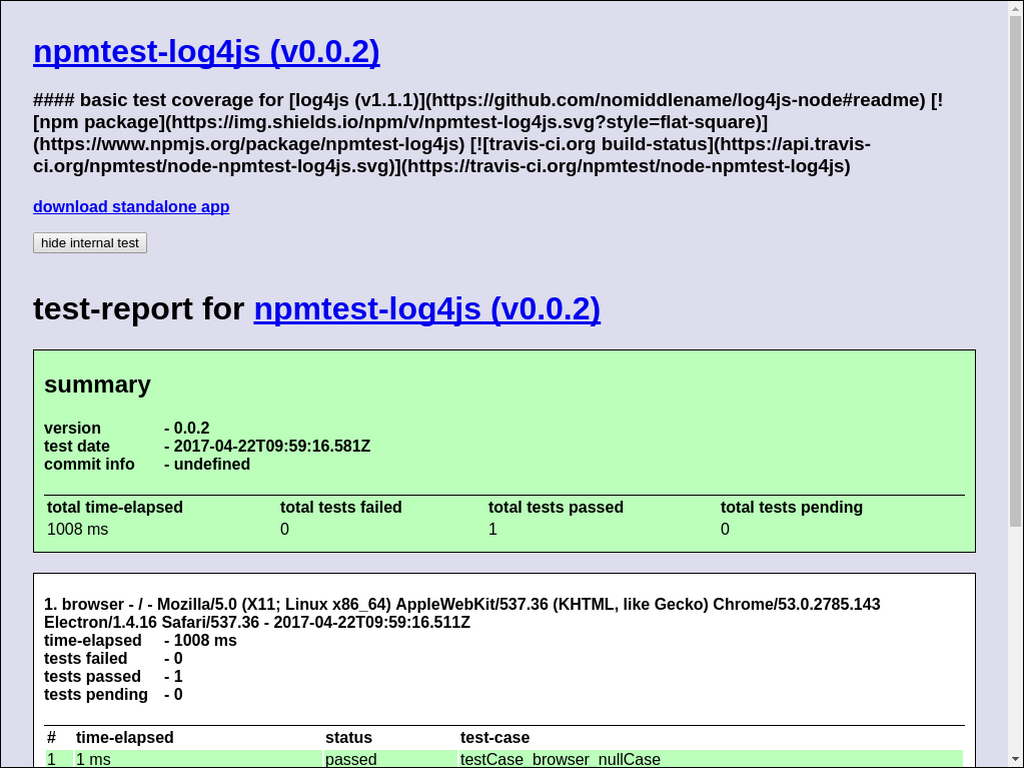 npmtest-log4js (v0.0.2)
#### basic test coverage for [log4js (v1.1.1)](https://github.com/nomiddlename/log4js-node#readme) [!
[npm package](https://img.shields.io/npm/v/npmtest-log4js.svg?style=flat-square)]
(https://www.npmjs.org/package/npmtest-log4js) [![travis-ci.org build-status](https://api.travis-
ci.org/npmtest/node-npmtest-log4js.svg)](https://travis-ci.org/npmtest/node-npmtest-log4js)
download standalone app
hide internal test
test-report for npmtest-log4js (v0.0.2)
summary
version - 0.0.2
test date - 2017-04-22T09:59:16.581Z
commit info - undefined
total time-elapsed total tests failed total tests passed total tests pending
1008 ms 0 1 0
1. browser - / - Mozilla/5.0 (X11; Linux x86_64) AppleWebKit/537.36 (KHTML, like Gecko) Chrome/53.0.2785.143
Electron/1.4.16 Safari/537.36 - 2017-04-22T09:59:16.511Z
time-elapsed - 1008 ms
tests failed - 0
tests passed - 1
tests pending - 0
# time-elapsed status test-case
1 1 ms passed testCase_browser_nullCase